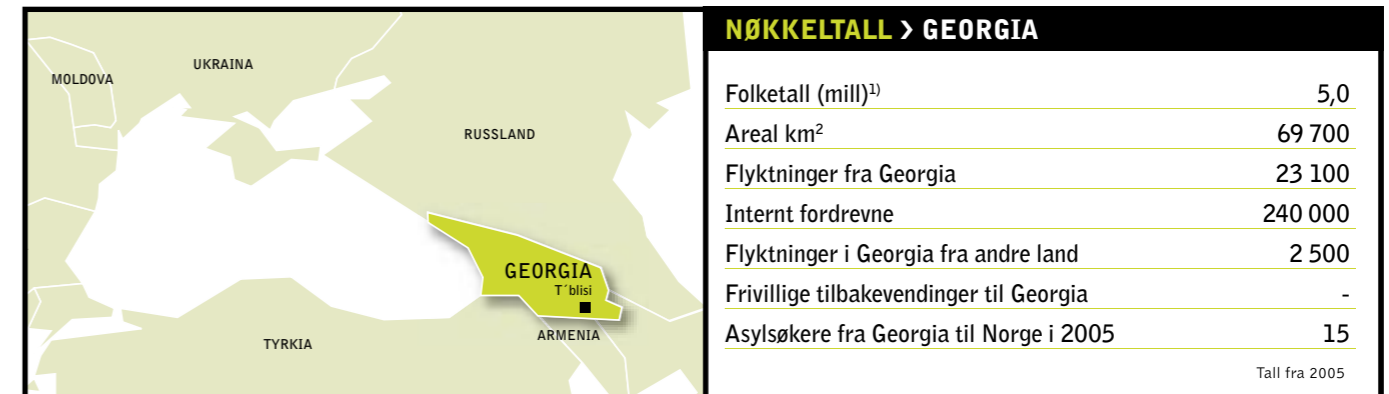 MOLDOVA
UKRAINA
RUSSLAND
GEORGIA
T´blisi
ARMENIA
TYRKIA
NØKKELTALL > GEORGIA
Folketall (mill)1) 5,0
Areal km² 69 700
Flyktninger fra Georgia 23 100
Internt fordrevne 240 000
Flyktninger i Georgia fra andre land 2 500
Frivillige tilbakevendinger til Georgia -
Asylsøkere fra Georgia til Norge i 2005 15
Tall fra 2005